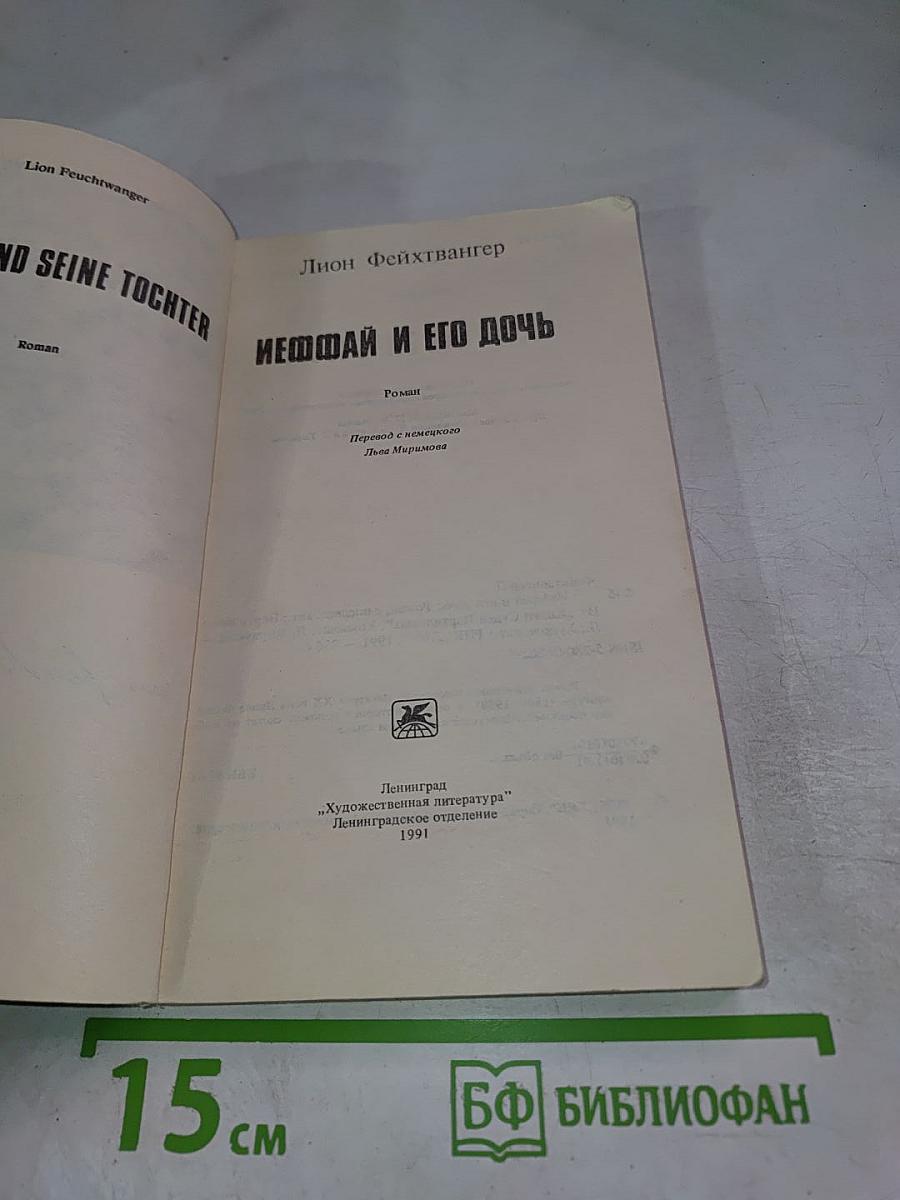 Lion Feuchtwanger
ND SEINE TOCHTER
Roman
Лион Фейхтвангер
ИЕФФАЙ И ЕГО ДОЧЬ
Роман
Перевод с немецкого
Льва Миримова
Ленинград
„Художественная литература”
Ленинградское отделение
1991
15 см
БФ БИБЛИОФАН